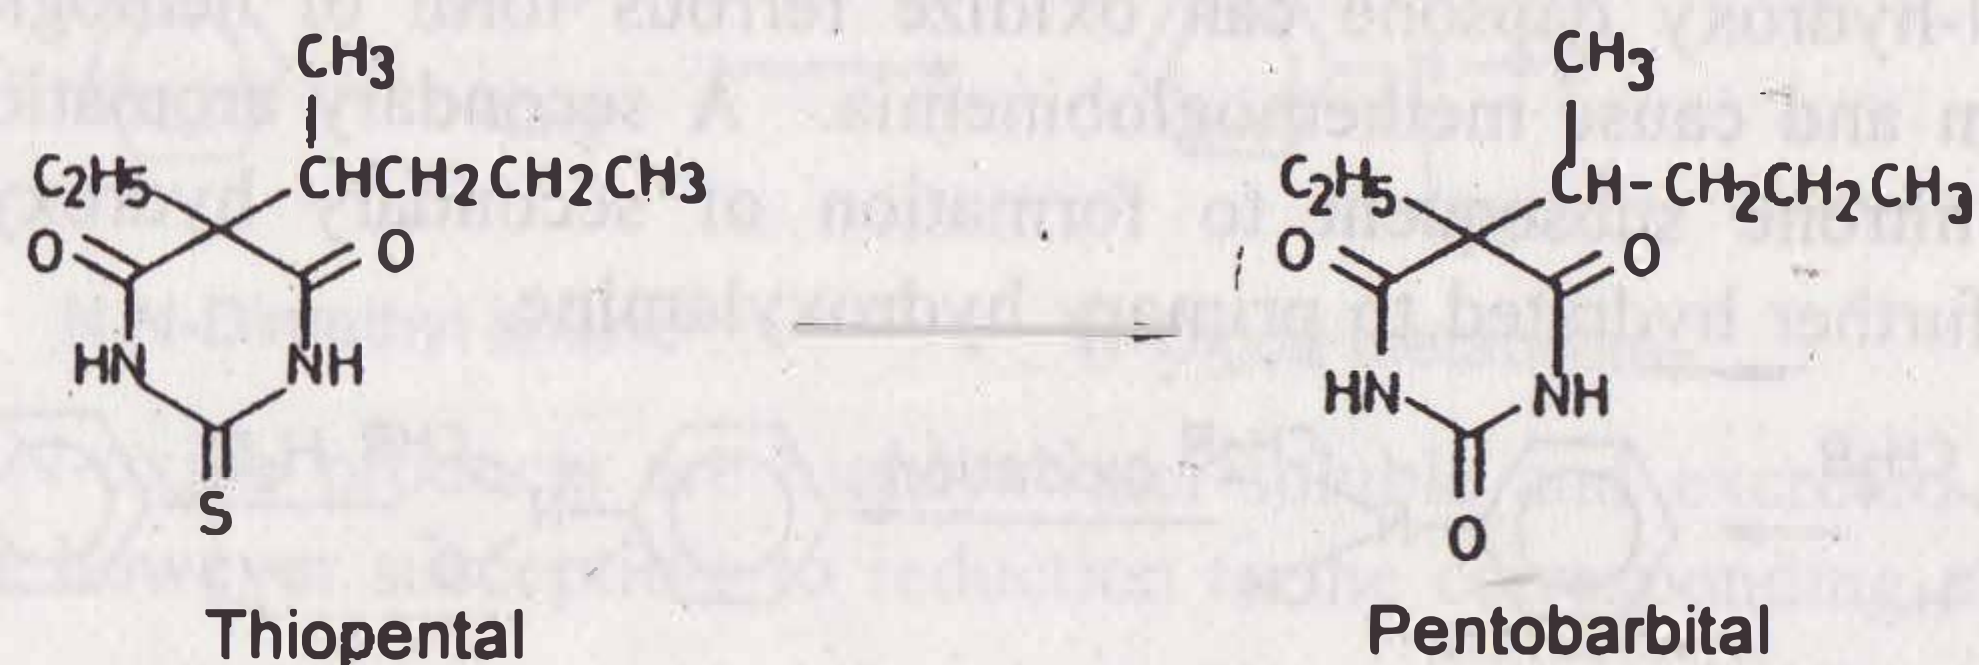 CH3
CH3
C2H5 CHCH2CH2CH3
C2H5 CH-CH2CH2CH3
O O
O O
HN NH
HN NH
S
O
Thiopental
Pentobarbital